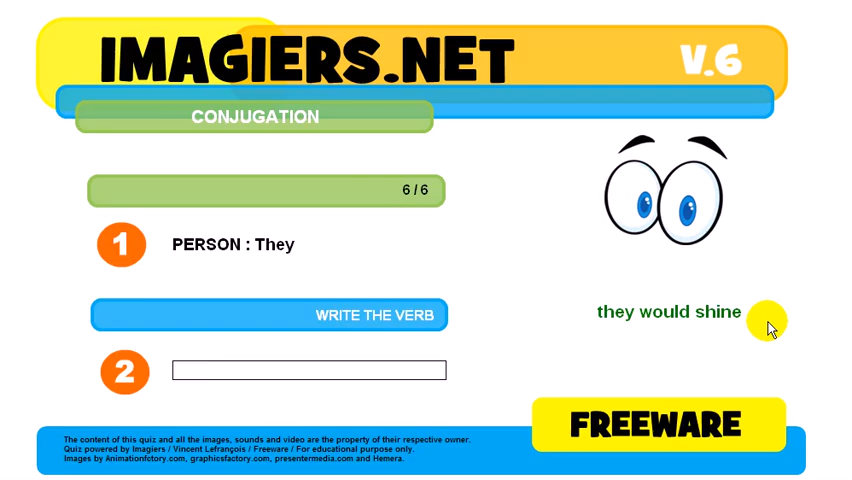 IMAGIERS.NET
V.6
CONJUGATION
6 / 6
1
PERSON : They
WRITE THE VERB
they would shine
2
FREEWARE
The content of this quiz and all the images, sounds and video are the property of their respective owner.
Quiz powered by Imagiers / Vincent Lefrançois / Freeware / For educational purpose only.
Images by Animationfctory.com, graphicsfactory.com, presentermedia.com and Hemera.